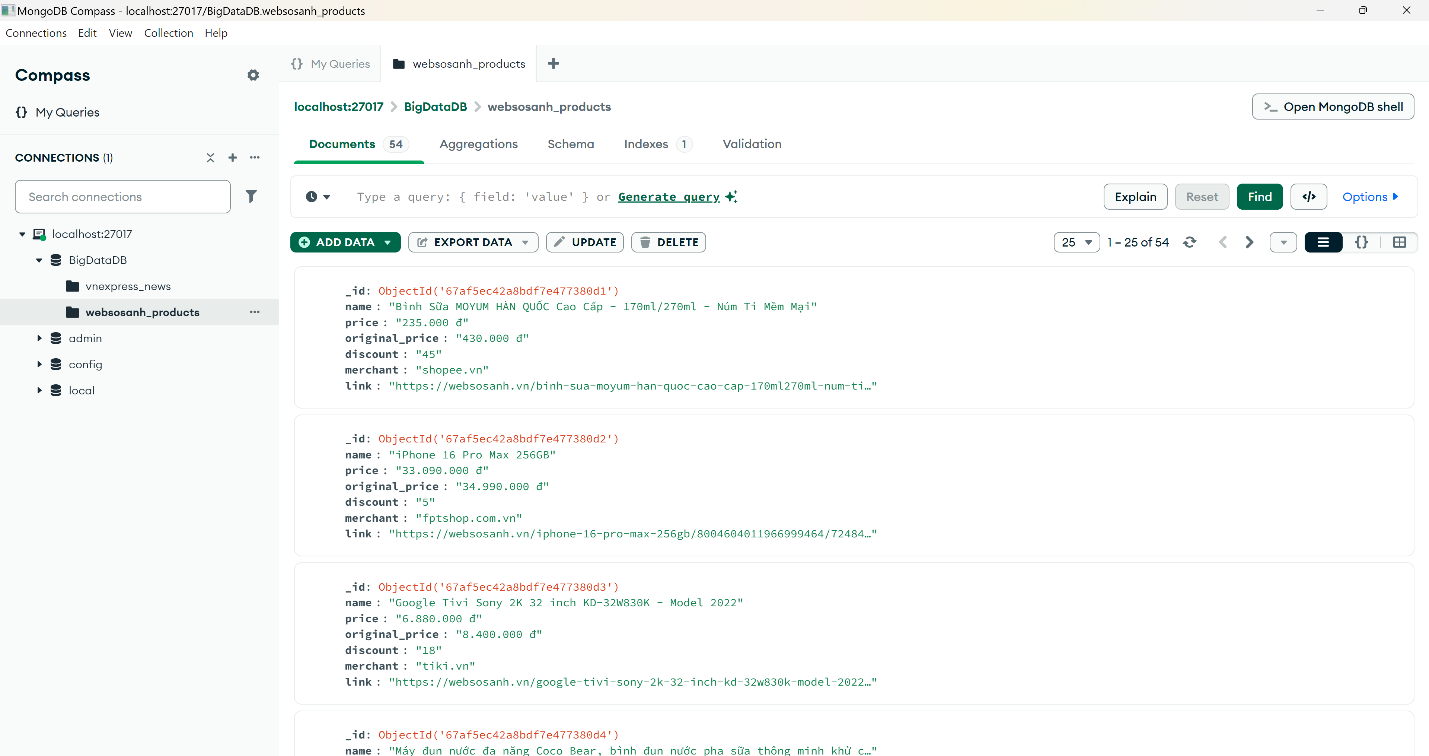 MongoDB Compass - localhost:27017/BigDataDB.websosanh_products
Connections Edit View Collection Help
Compass
{} My Queries
CONNECTIONS (1)
Search connections
localhost:27017
BigDataDB
vnexpress_news
websosanh_products
admin
config
local
{} My Queries
websosanh_products
localhost:27017 > BigDataDB > websosanh_products
>_ Open MongoDB shell
Documents 54 Aggregations Schema Indexes 1 Validation
Type a query: { field: 'value' } or Generate query
Explain Reset Find </> Options
ADD DATA EXPORT DATA UPDATE DELETE
25 1 – 25 of 54 {}
_id: ObjectId('67af5ec42a8bdf7e477380d1')
name : "Bình Sữa MOYUM HÀN QUỐC Cao Cấp - 170ml/270ml - Núm Ti Mềm Mại"
price : "235.000 đ"
original_price : "430.000 đ"
discount : "45"
merchant : "shopee.vn"
link : "https://websosanh.vn/binh-sua-moyum-han-quoc-cao-cap-170ml270ml-num-ti…"
_id: ObjectId('67af5ec42a8bdf7e477380d2')
name : "iPhone 16 Pro Max 256GB"
price : "33.090.000 đ"
original_price : "34.990.000 đ"
discount : "5"
merchant : "fptshop.com.vn"
link : "https://websosanh.vn/iphone-16-pro-max-256gb/8004604011966999464/72484…"
_id: ObjectId('67af5ec42a8bdf7e477380d3')
name : "Google Tivi Sony 2K 32 inch KD-32W830K - Model 2022"
price : "6.880.000 đ"
original_price : "8.400.000 đ"
discount : "18"
merchant : "tiki.vn"
link : "https://websosanh.vn/google-tivi-sony-2k-32-inch-kd-32w830k-model-2022…"
_id: ObjectId('67af5ec42a8bdf7e477380d4')
name : "Máy đun nước đa năng Coco Bear, bình đun nước pha sữa thông minh khử c…"